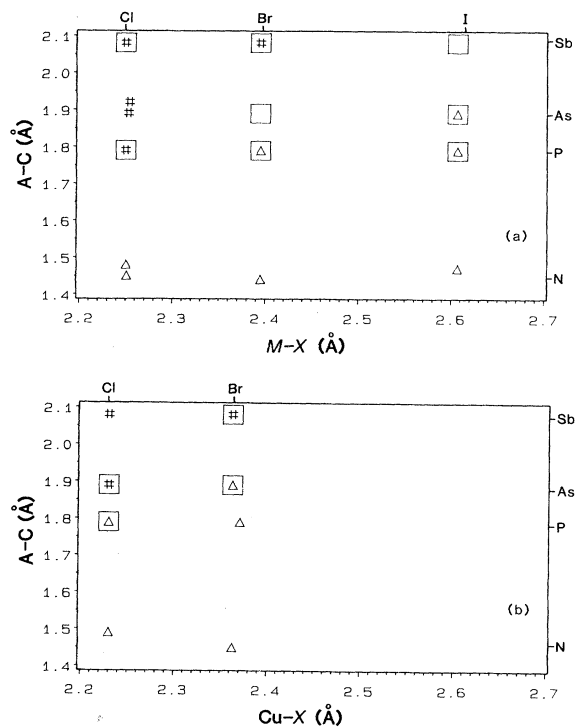 Cl Br I
2.1 # # Sb
2.0
1.9 # # As
1.8 # P
1.7
1.6
(a)
1.5
1.4 N
2.2 2.3 2.4 2.5 2.6 2.7
A–C (Å)
M–X (Å)
Cl Br
2.1 # # Sb
2.0
1.9 # As
1.8 P
1.7
1.6
(b)
1.5 N
1.4
2.2 2.3 2.4 2.5 2.6 2.7
A–C (Å)
Cu–X (Å)